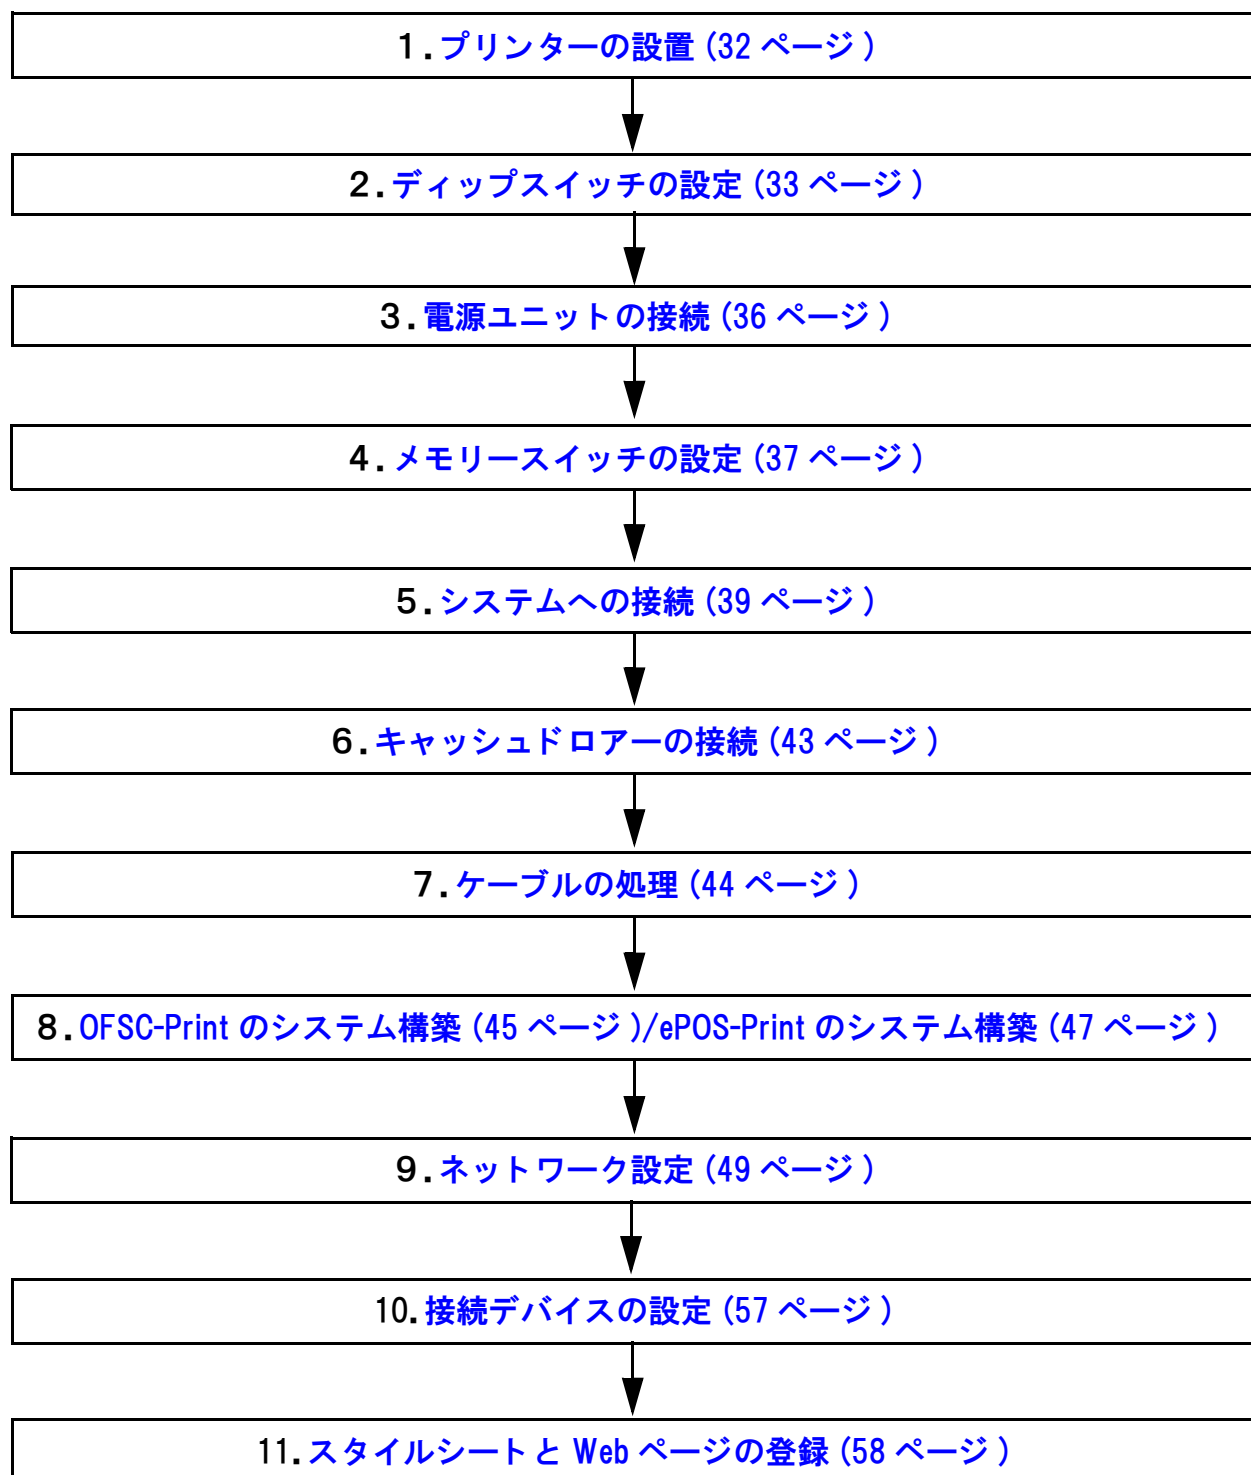 1.プリンターの設置 (32 ページ )
2.ディップスイッチの設定 (33 ページ )
3.電源ユニットの接続 (36 ページ )
4.メモリースイッチの設定 (37 ページ )
5.システムへの接続 (39 ページ )
6.キャッシュドロアーの接続 (43 ページ )
7.ケーブルの処理 (44 ページ )
8.OFSC-Print のシステム構築 (45 ページ )/ePOS-Print のシステム構築 (47 ページ )
9.ネットワーク設定 (49 ページ )
10.接続デバイスの設定 (57 ページ )
11.スタイルシートと Web ページの登録 (58 ページ )